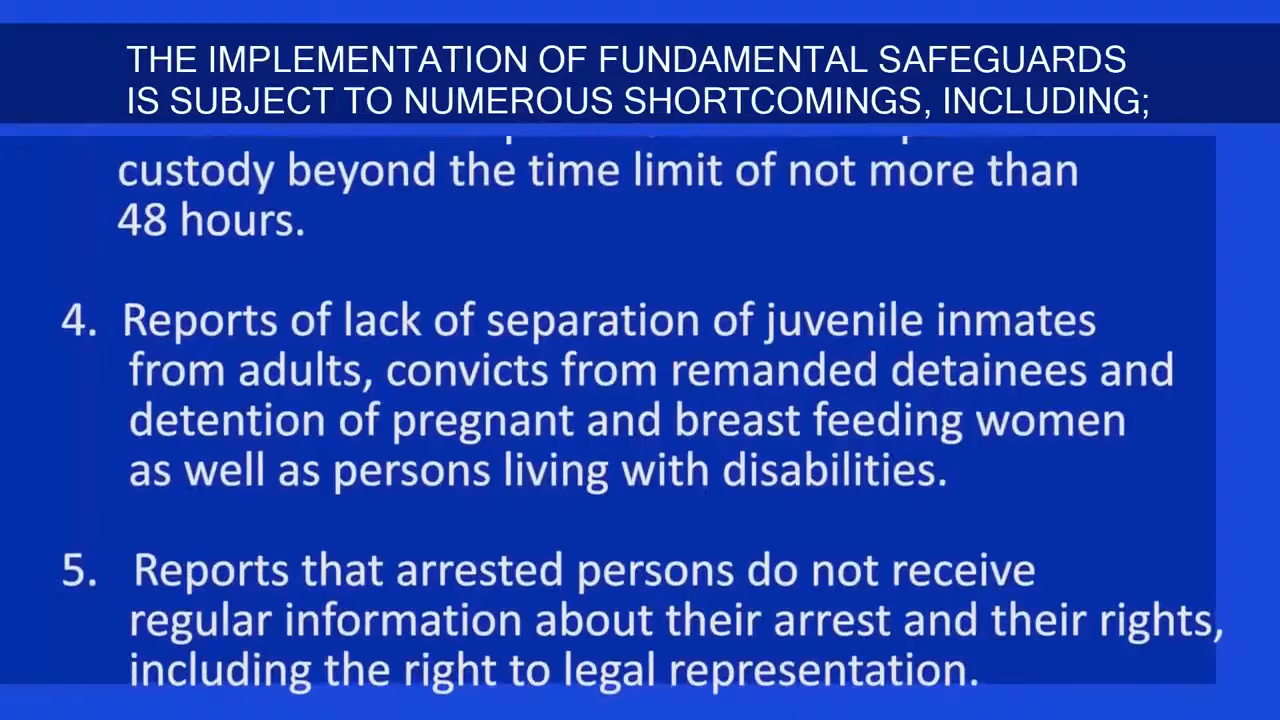 THE IMPLEMENTATION OF FUNDAMENTAL SAFEGUARDS
IS SUBJECT TO NUMEROUS SHORTCOMINGS, INCLUDING;
custody beyond the time limit of not more than
48 hours.
4. Reports of lack of separation of juvenile inmates
from adults, convicts from remanded detainees and
detention of pregnant and breast feeding women
as well as persons living with disabilities.
5. Reports that arrested persons do not receive
regular information about their arrest and their rights,
including the right to legal representation.